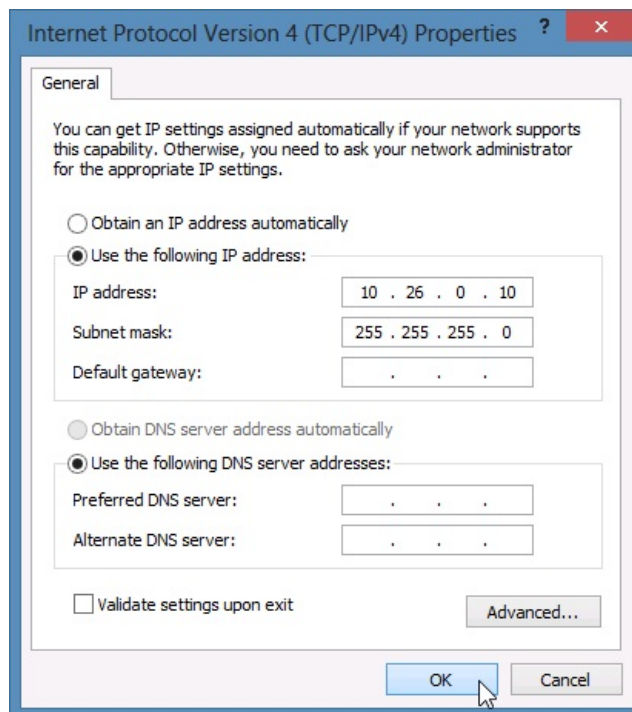 Internet Protocol Version 4 (TCP/IPv4) Properties ? ×
General
You can get IP settings assigned automatically if your network supports
this capability. Otherwise, you need to ask your network administrator
for the appropriate IP settings.
Obtain an IP address automatically
Use the following IP address:
IP address: 10 . 26 . 0 . 10
Subnet mask: 255 . 255 . 255 . 0
Default gateway: . . .
Obtain DNS server address automatically
Use the following DNS server addresses:
Preferred DNS server: . . .
Alternate DNS server: . . .
Validate settings upon exit
Advanced...
OK Cancel